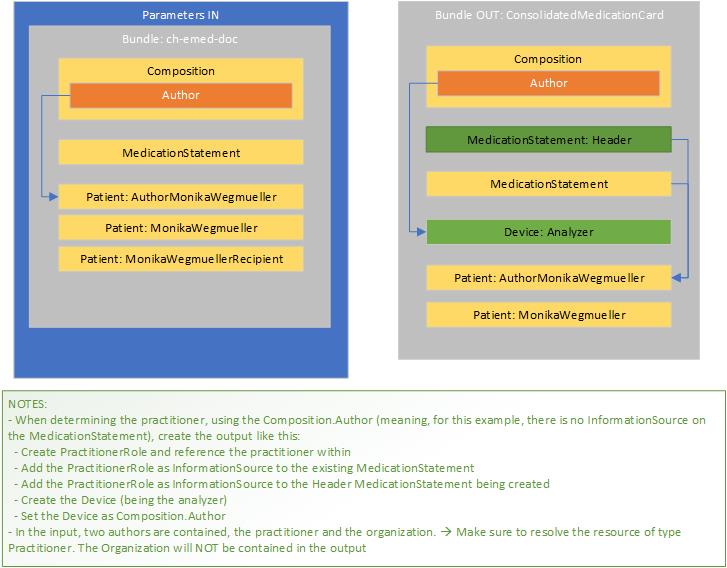 Parameters IN
Bundle: ch-emed-doc
Composition
Author
MedicationStatement
Patient: AuthorMonikaWegmueller
Patient: MonikaWegmueller
Patient: MonikaWegmuellerRecipient
Bundle OUT: ConsolidatedMedicationCard
Composition
Author
MedicationStatement: Header
MedicationStatement
Device: Analyzer
Patient: AuthorMonikaWegmueller
Patient: MonikaWegmueller
NOTES:
- When determining the practitioner, using the Composition.Author (meaning, for this example, there is no InformationSource on
the MedicationStatement), create the output like this:
- Create PractitionerRole and reference the practitioner within
- Add the PractitionerRole as InformationSource to the existing MedicationStatement
- Add the PractitionerRole as InformationSource to the Header MedicationStatement being created
- Create the Device (being the analyzer)
- Set the Device as Composition.Author
- In the input, two authors are contained, the practitioner and the organization. → Make sure to resolve the resource of type
Practitioner. The Organization will NOT be contained in the output